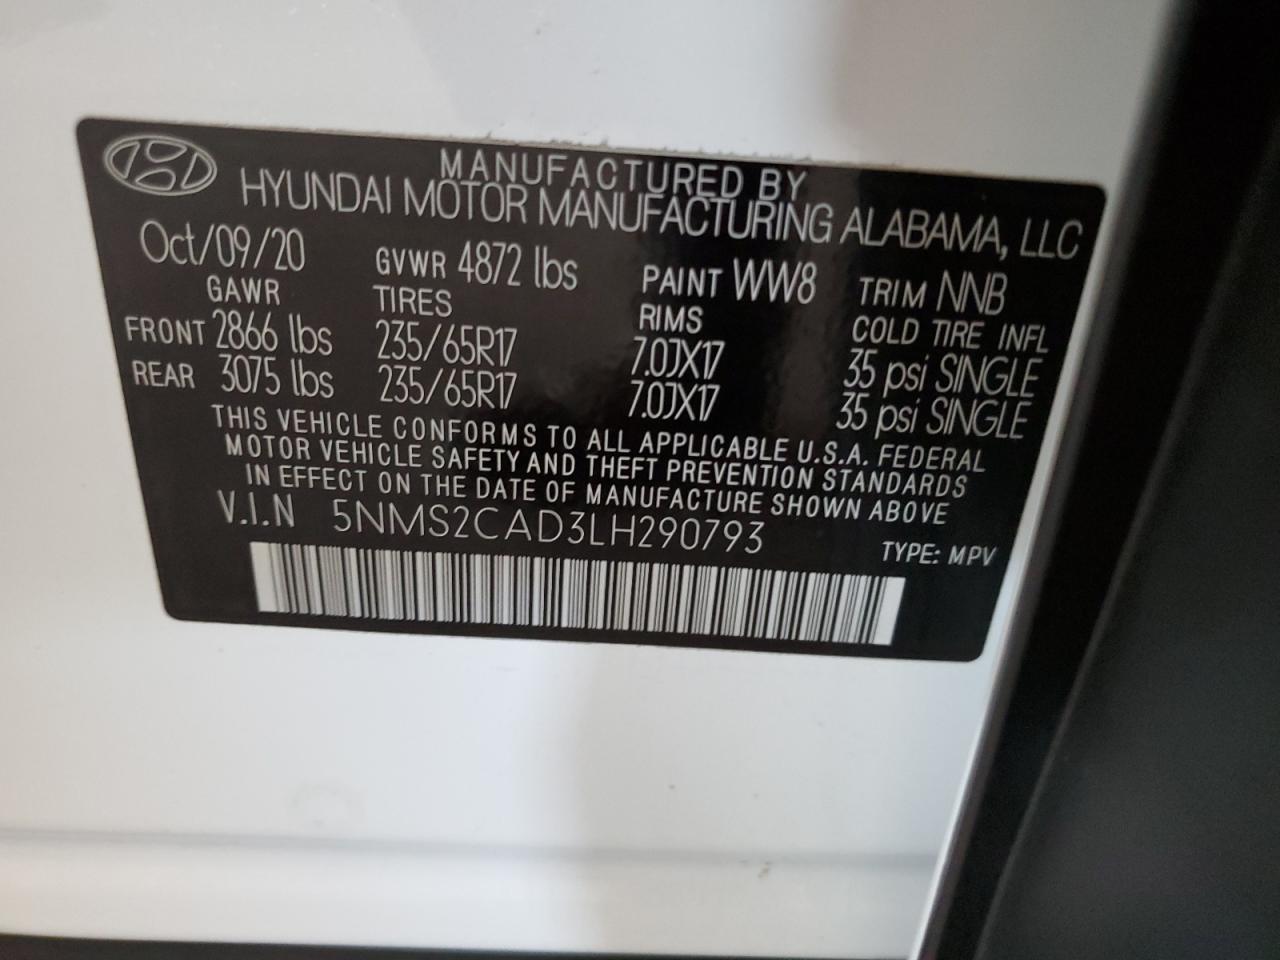 MANUFACTURED BY
HYUNDAI MOTOR MANUFACTURING ALABAMA, LLC
Oct/09/20 GVWR 4872 lbs PAINT WW8 TRIM NNB
GAWR TIRES RIMS COLD TIRE INFL
FRONT 2866 lbs 235/65R17 7.0JX17 35 psi SINGLE
REAR 3075 lbs 235/65R17 7.0JX17 35 psi SINGLE
THIS VEHICLE CONFORMS TO ALL APPLICABLE U.S.A. FEDERAL
MOTOR VEHICLE SAFETY AND THEFT PREVENTION STANDARDS
IN EFFECT ON THE DATE OF MANUFACTURE SHOWN ABOVE
V.I.N 5NMS2CAD3LH290793 TYPE: MPV